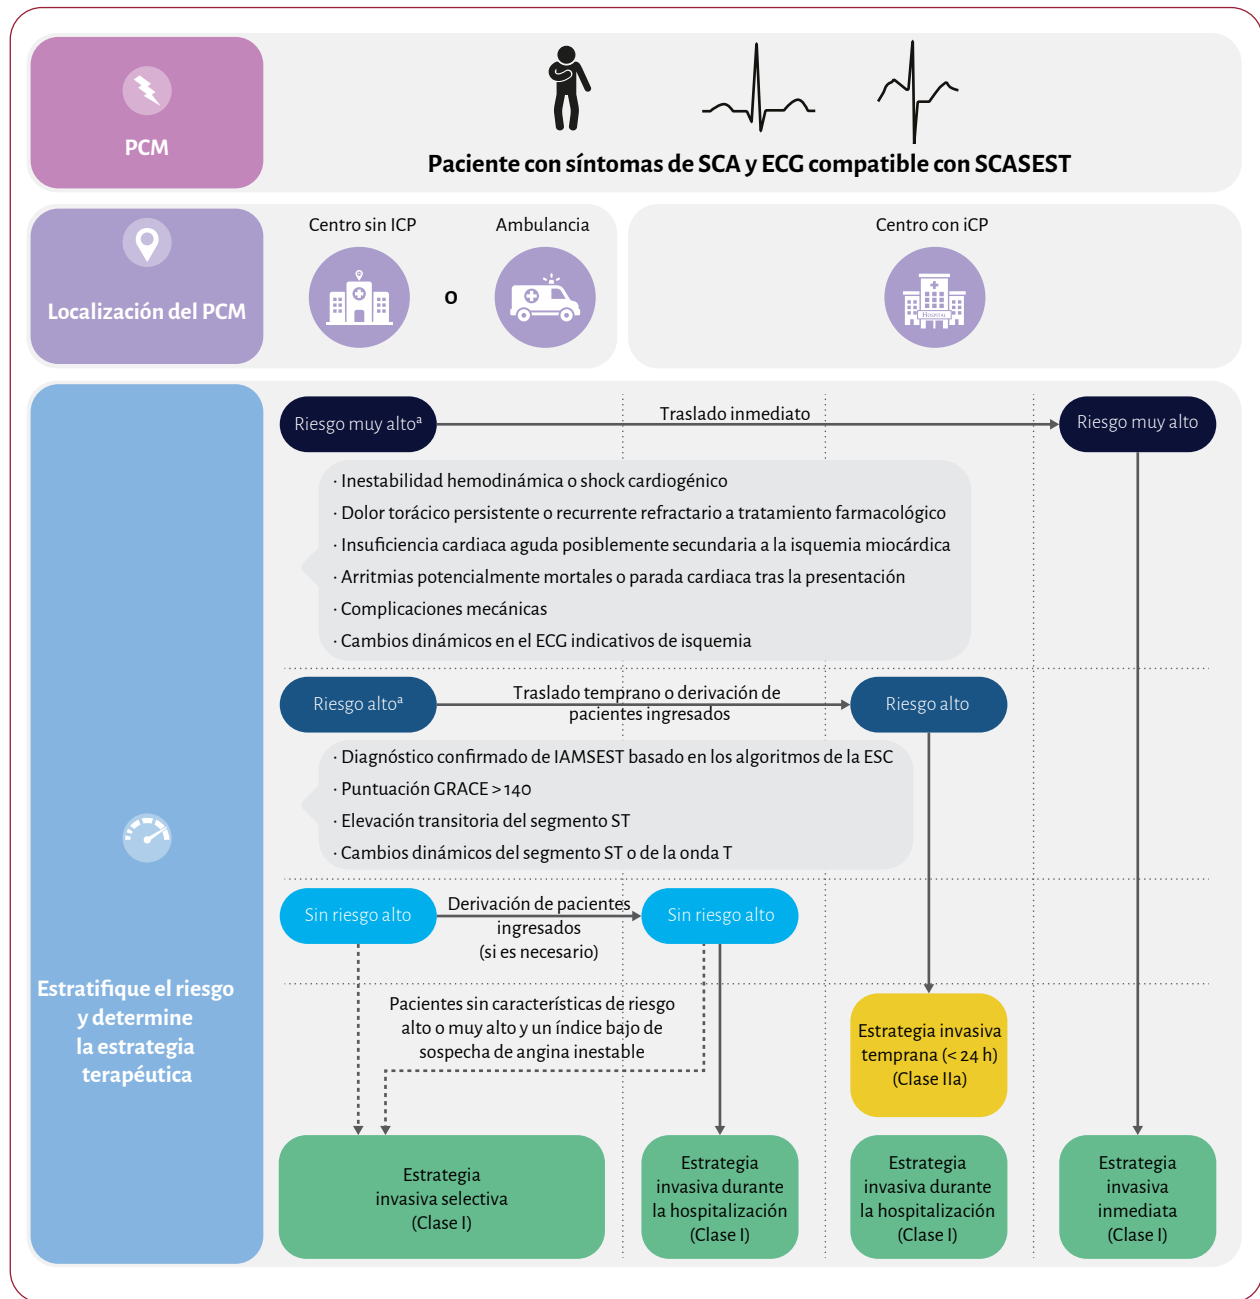 PCM
Paciente con síntomas de SCA y ECG compatible con SCASEST
Localización del PCM
Centro sin ICP
o
Ambulancia
Centro con iCP
HOSPITAL
Estratifique el riesgo
y determine
la estrategia
terapéutica
Riesgo muy altoª
Traslado inmediato
Riesgo muy alto
· Inestabilidad hemodinámica o shock cardiogénico
· Dolor torácico persistente o recurrente refractario a tratamiento farmacológico
· Insuficiencia cardiaca aguda posiblemente secundaria a la isquemia miocárdica
· Arritmias potencialmente mortales o parada cardiaca tras la presentación
· Complicaciones mecánicas
· Cambios dinámicos en el ECG indicativos de isquemia
Riesgo altoª
Traslado temprano o derivación de
pacientes ingresados
Riesgo alto
· Diagnóstico confirmado de IAMSEST basado en los algoritmos de la ESC
· Puntuación GRACE > 140
· Elevación transitoria del segmento ST
· Cambios dinámicos del segmento ST o de la onda T
Sin riesgo alto
Derivación de pacientes
ingresados
(si es necesario)
Sin riesgo alto
Pacientes sin características de riesgo
alto o muy alto y un índice bajo de
sospecha de angina inestable
Estrategia invasiva
temprana (< 24 h)
(Clase IIa)
Estrategia
invasiva selectiva
(Clase I)
Estrategia
invasiva durante
la hospitalización
(Clase I)
Estrategia
invasiva durante
la hospitalización
(Clase I)
Estrategia
invasiva
inmediata
(Clase I)